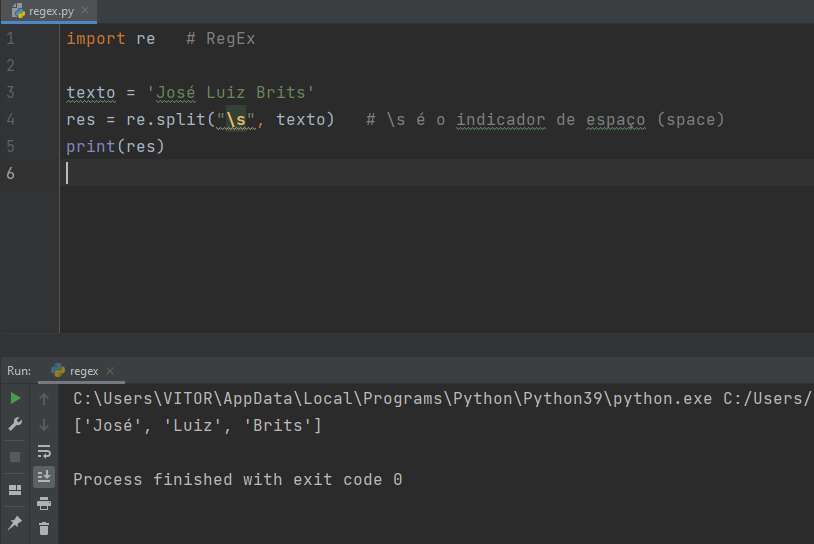 regex.py
1 import re   # RegEx
2
3 texto = 'José Luiz Brits'
4 res = re.split("\s", texto)   # \s é o indicador de espaço (space)
5 print(res)
6
Run: regex
C:\Users\VITOR\AppData\Local\Programs\Python\Python39\python.exe C:/Users/
['José', 'Luiz', 'Brits']
Process finished with exit code 0